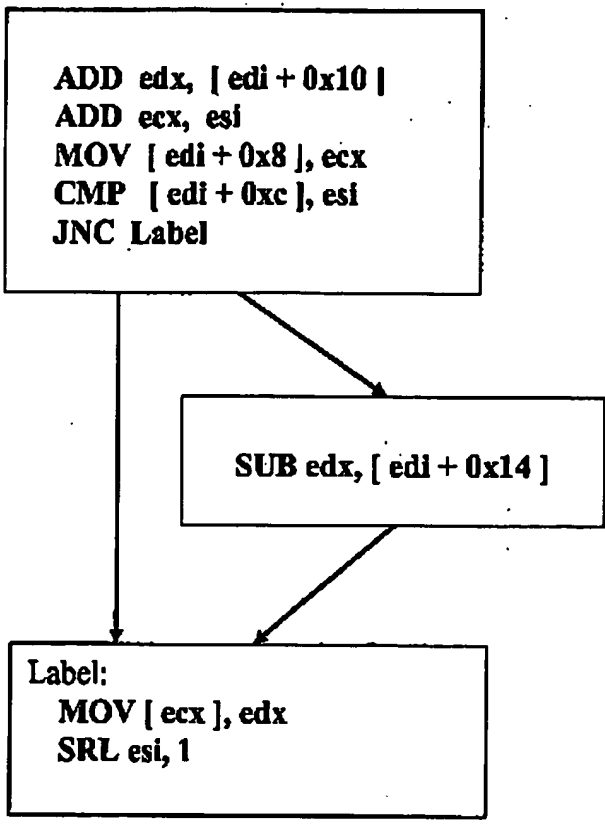 ADD edx, [ edi + 0x10 ]
ADD ecx, esi
MOV [ edi + 0x8 ], ecx
CMP [ edi + 0xc ], esi
JNC Label
SUB edx, [ edi + 0x14 ]
Label:
MOV [ ecx ], edx
SRL esi, 1